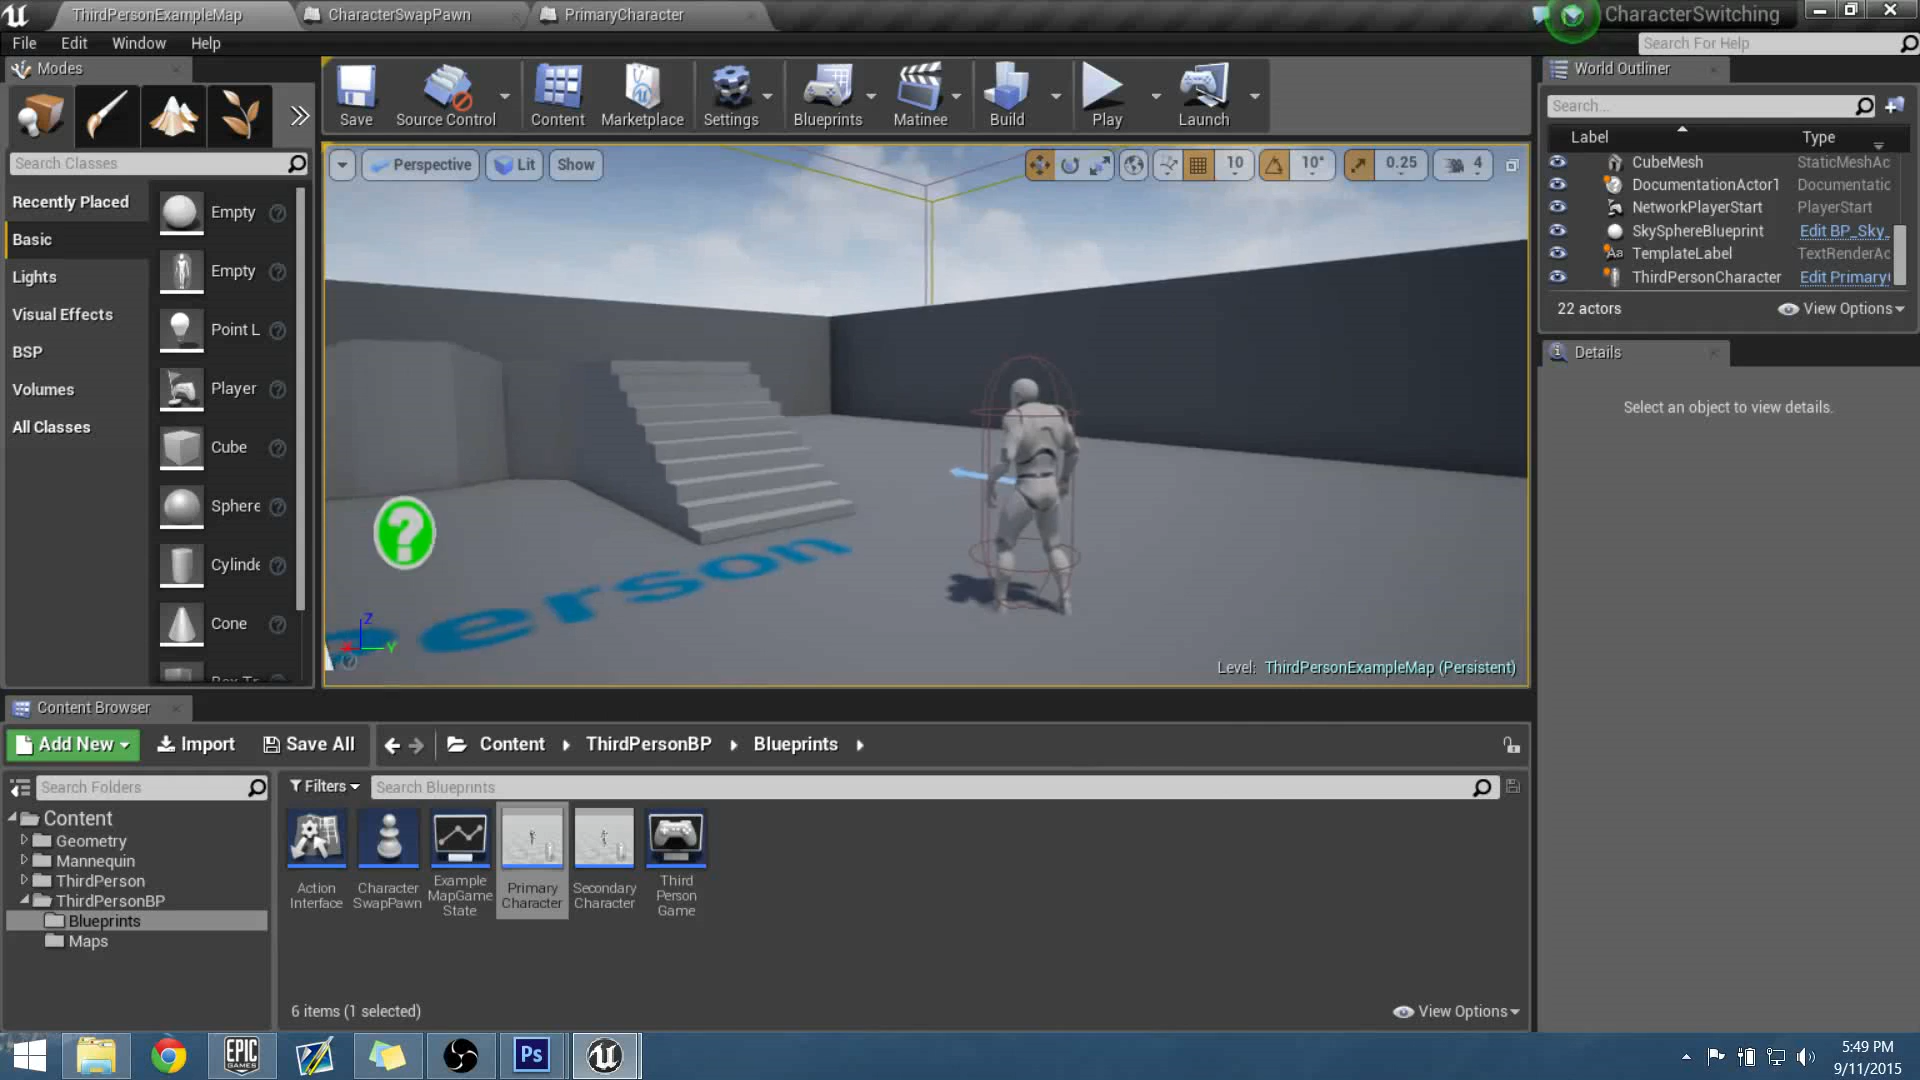 ThirdPersonExampleMap
CharacterSwapPawn
PrimaryCharacter
CharacterSwitching
File Edit Window Help
Search For Help
Modes
Save
Source Control
Content
Marketplace
Settings
Blueprints
Matinee
Build
Play
Launch
World Outliner
Search...
Label Type
CubeMesh StaticMeshAc
DocumentationActor1 Documentatic
NetworkPlayerStart PlayerStart
SkySphereBlueprint Edit BP_Sky_
TemplateLabel TextRenderAc
ThirdPersonCharacter Edit Primary
22 actors
View Options
Details
Select an object to view details.
Search Classes
Recently Placed
Basic
Lights
Visual Effects
BSP
Volumes
All Classes
Empty
Empty
Point L
Player
Cube
Sphere
Cylinde
Cone
Perspective
Lit
Show
10
10°
0.25
4
?
Person
Z
X
Y
Level: ThirdPersonExampleMap (Persistent)
Content Browser
Add New
Import
Save All
Content
ThirdPersonBP
Blueprints
Search Folders
Filters
Search Blueprints
Content
Geometry
Mannequin
ThirdPerson
ThirdPersonBP
Blueprints
Maps
Action
Interface
Character
SwapPawn
Example
MapGame
State
Primary
Character
Secondary
Character
Third
Person
Game
6 items (1 selected)
View Options
EPIC
GAMES
Ps
5:49 PM
9/11/2015